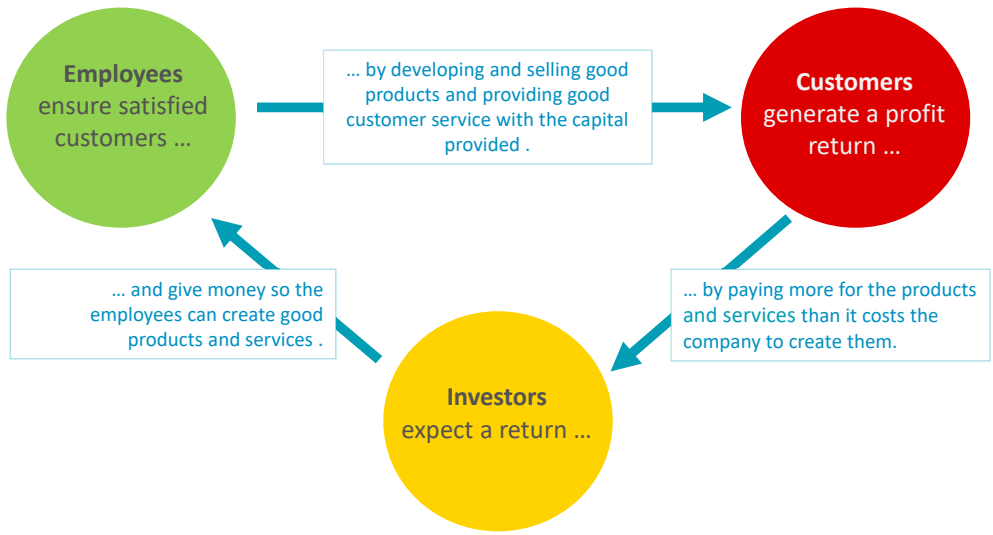 Employees
ensure satisfied
customers …
… by developing and selling good
products and providing good
customer service with the capital
provided .
Customers
generate a profit
return …
… and give money so the
employees can create good
products and services .
… by paying more for the products
and services than it costs the
company to create them.
Investors
expect a return …